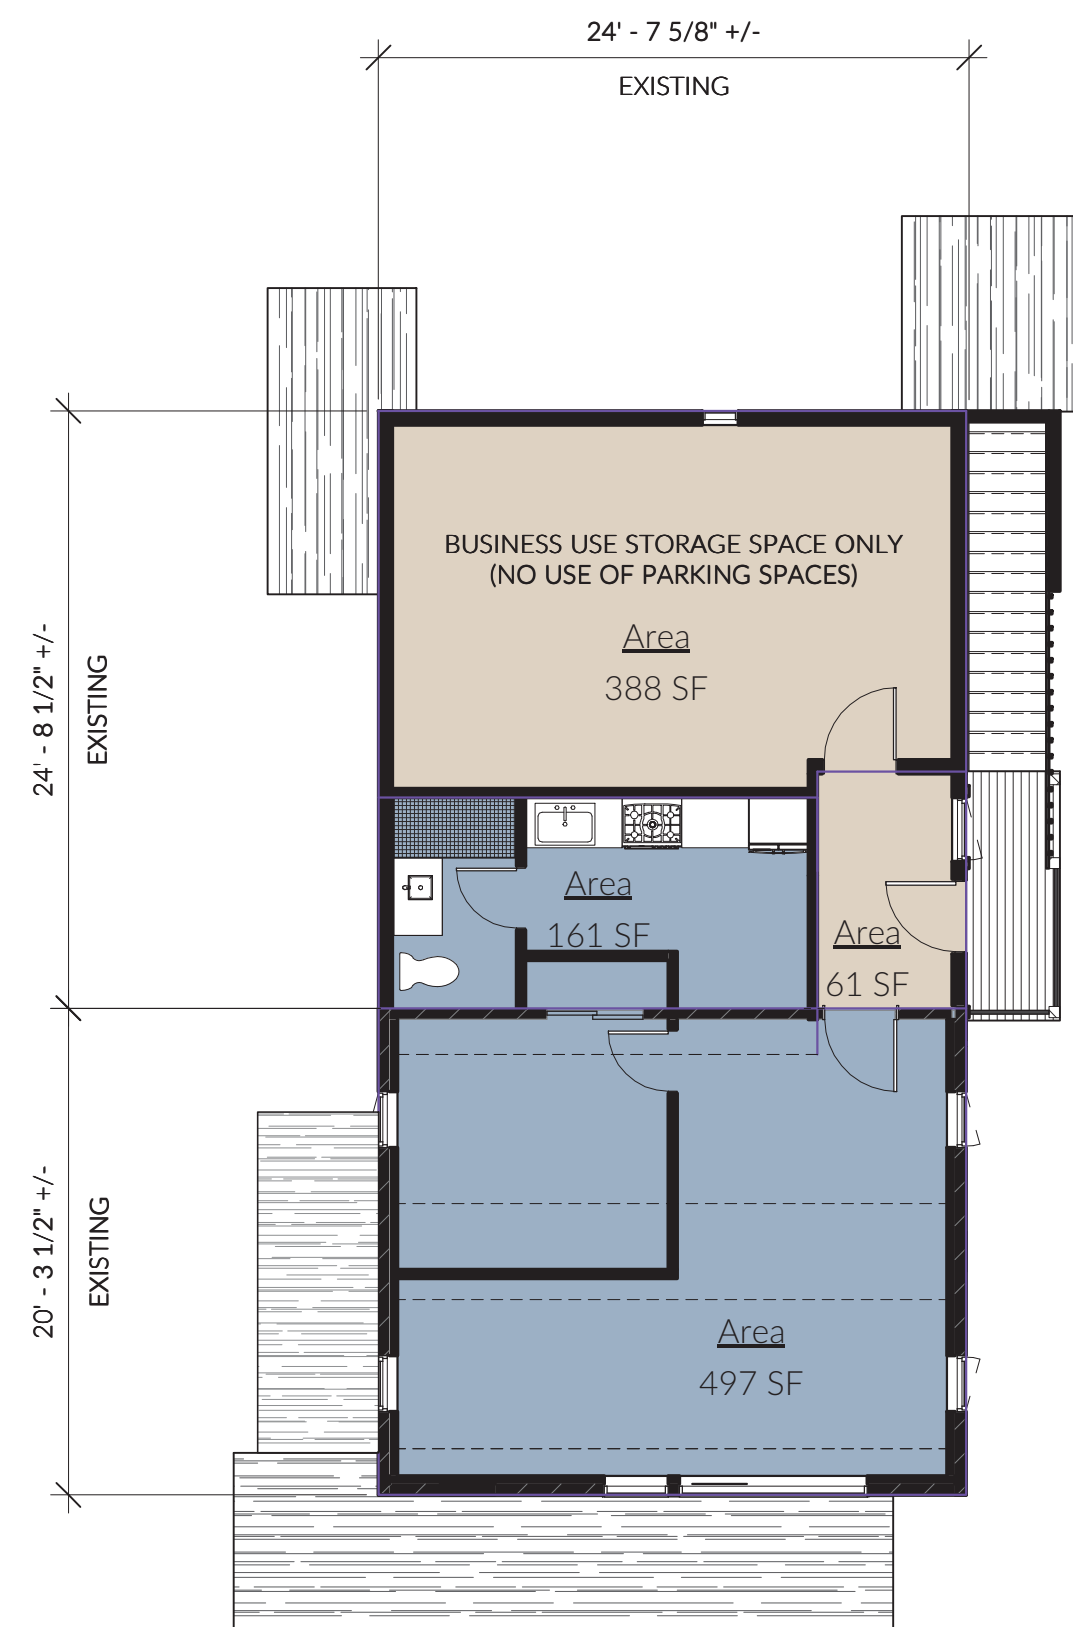 24' - 7 5/8" +/-
EXISTING
BUSINESS USE STORAGE SPACE ONLY
(NO USE OF PARKING SPACES)
Area
388 SF
24' - 8 1/2" +/-
EXISTING
Area
161 SF
Area
61 SF
20' - 3 1/2" +/-
EXISTING
Area
497 SF